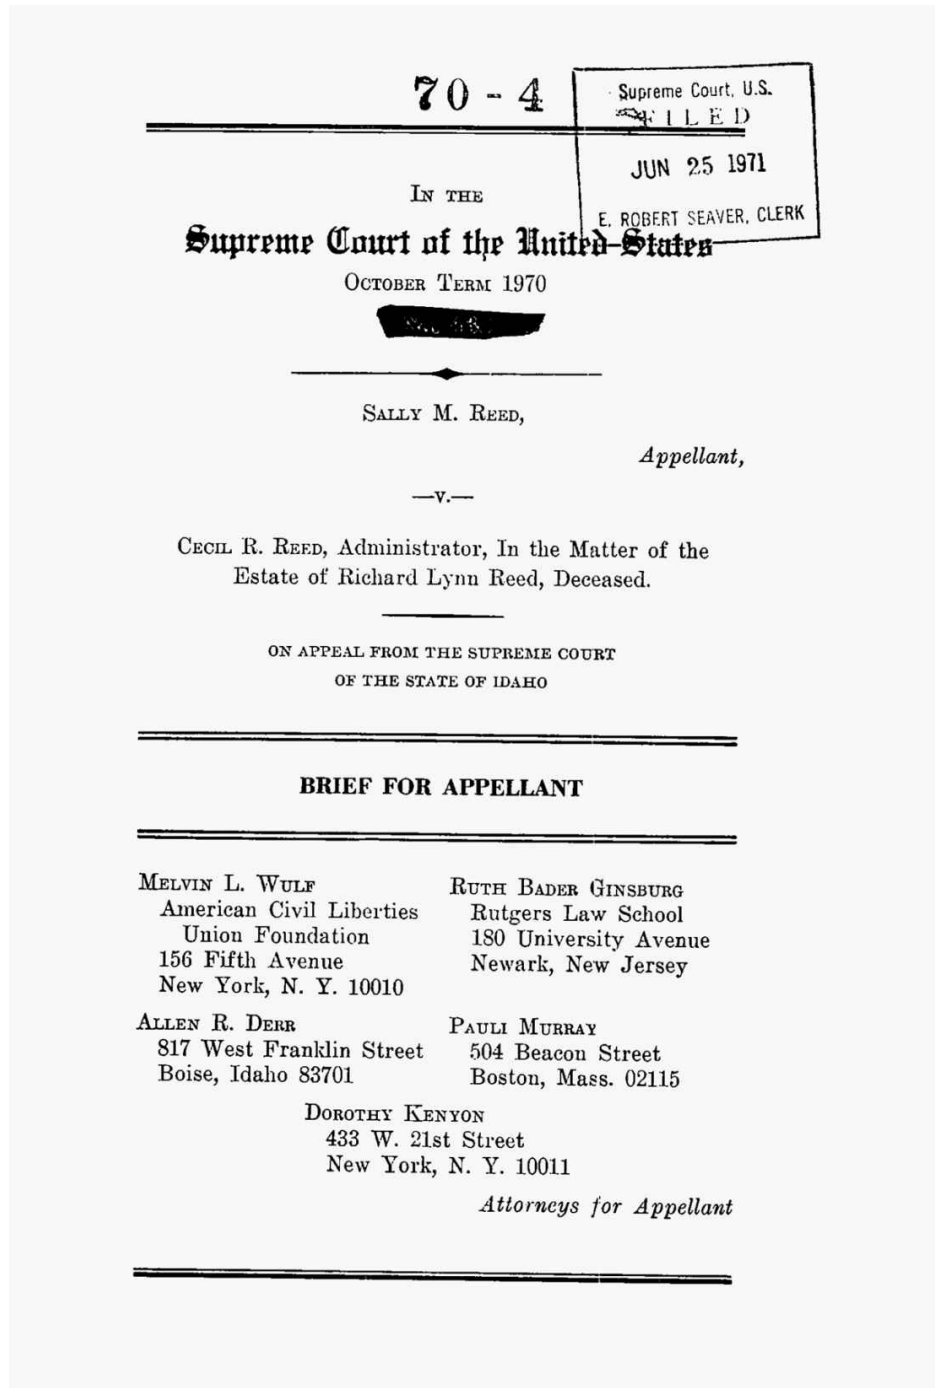 70-4
Supreme Court, U.S.
FILED
JUN 25 1971
E. ROBERT SEAVER, CLERK
IN THE
Supreme Court of the United States
OCTOBER TERM 1970
SALLY M. REED,
Appellant,
—v.—
CECIL R. REED, Administrator, In the Matter of the
Estate of Richard Lynn Reed, Deceased.
ON APPEAL FROM THE SUPREME COURT
OF THE STATE OF IDAHO
BRIEF FOR APPELLANT
MELVIN L. WULF
American Civil Liberties
Union Foundation
156 Fifth Avenue
New York, N. Y. 10010
RUTH BADER GINSBURG
Rutgers Law School
180 University Avenue
Newark, New Jersey
ALLEN R. DERR
817 West Franklin Street
Boise, Idaho 83701
PAULI MURRAY
504 Beacon Street
Boston, Mass. 02115
DOROTHY KENYON
433 W. 21st Street
New York, N. Y. 10011
Attorneys for Appellant